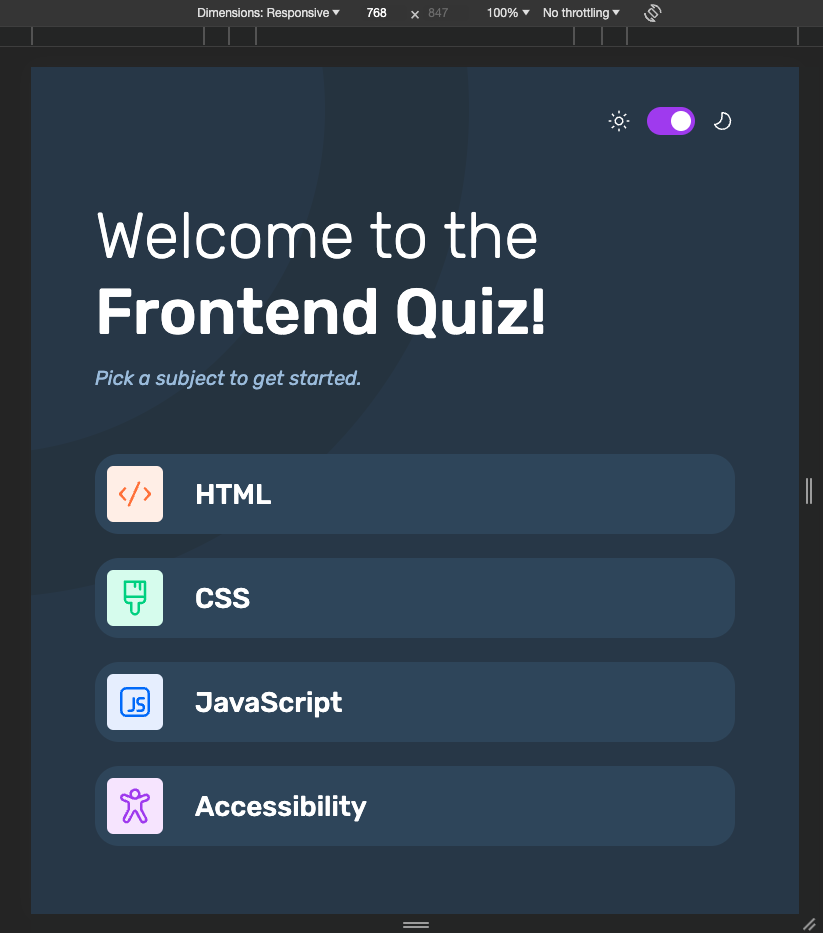 Dimensions: Responsive 768 × 847 100% No throttling
Welcome to the
Frontend Quiz!
Pick a subject to get started.
HTML
CSS
JS JavaScript
Accessibility